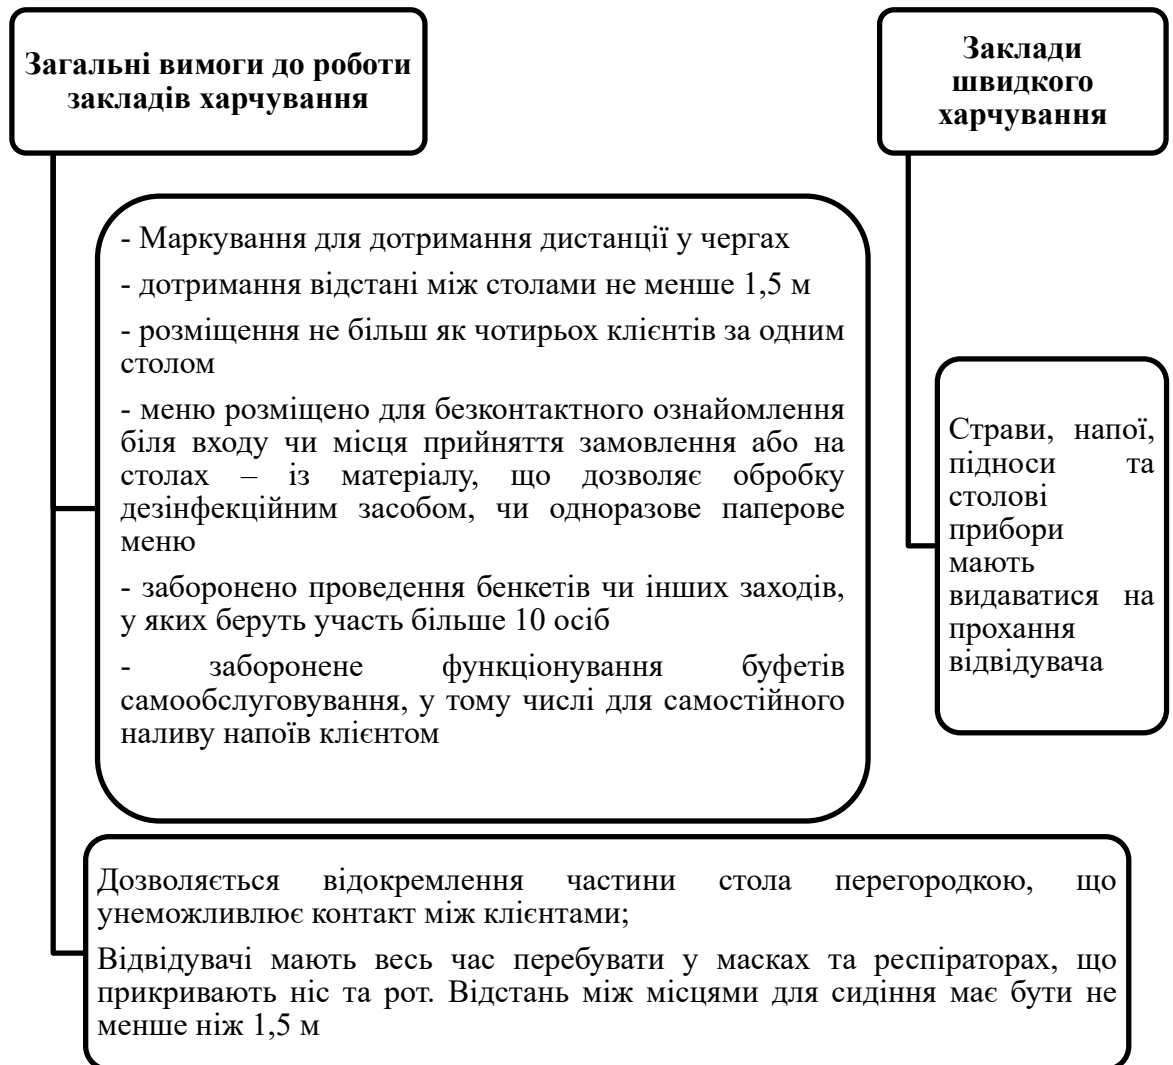 Загальні вимоги до роботи
закладів харчування
- Маркування для дотримання дистанції у чергах
- дотримання відстані між столами не менше 1,5 м
- розміщення не більш як чотирьох клієнтів за одним
столом
- меню розміщено для безконтактного ознайомлення
біля входу чи місця прийняття замовлення або на
столах – із матеріалу, що дозволяє обробку
дезінфекційним засобом, чи одноразове паперове
меню
- заборонено проведення бенкетів чи інших заходів,
у яких беруть участь більше 10 осіб
- заборонене функціонування буфетів
самообслуговування, у тому числі для самостійного
наливу напоїв клієнтом
Дозволяється відокремлення частини стола перегородкою, що
унеможливлює контакт між клієнтами;
Відвідувачі мають весь час перебувати у масках та респіраторах, що
прикривають ніс та рот. Відстань між місцями для сидіння має бути не
менше ніж 1,5 м
Заклади
швидкого
харчування
Страви, напої,
підноси та
столові
прибори
мають
видаватися на
прохання
відвідувача